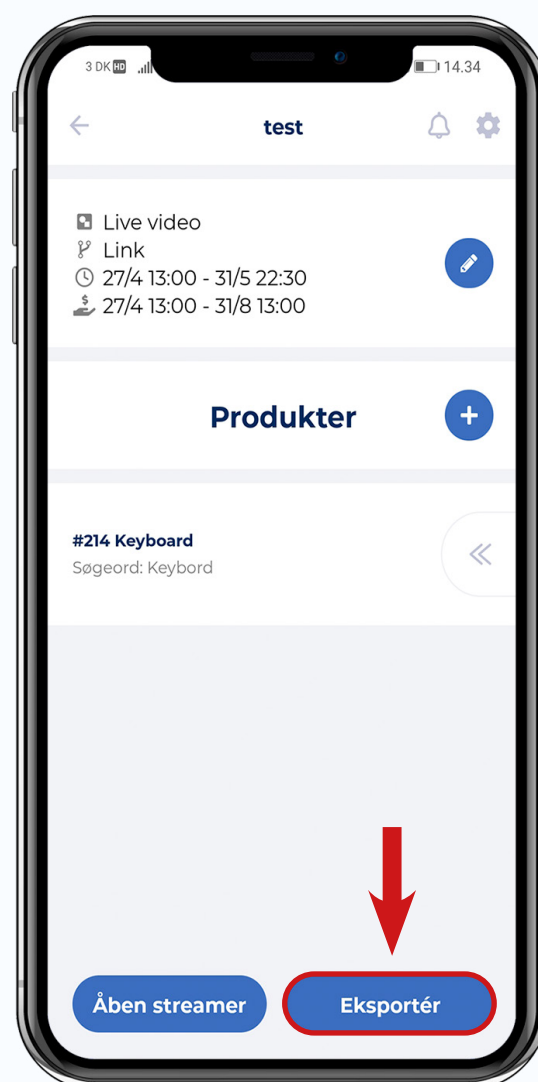 3 DK HD 14.34
test
Live video
Link
27/4 13:00 - 31/5 22:30
27/4 13:00 - 31/8 13:00
Produkter
#214 Keyboard
Søgeord: Keybord
Åben streamer
Eksportér